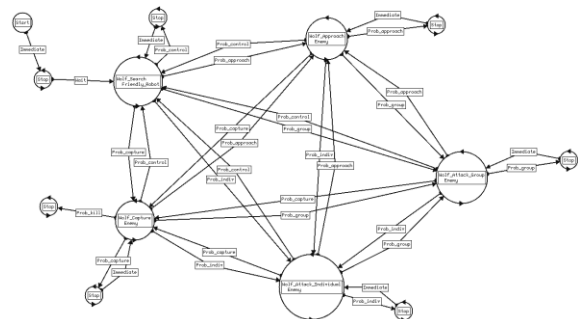 Start
Immediate
Stop
Wait
Stop
Immediate
Prob_control
Wolf_Search
Friendly_Robot
Prob_control
Prob_approach
Wolf_Approach
Enemy
Immediate
Prob_approach
Stop
Prob_approach
Prob_group
Prob_control
Prob_group
Prob_capture
Prob_approach
Prob_capture
Prob_control
Prob_indiv
Prob_approach
Prob_control
Prob_indiv
Immediate
Prob_group
Stop
Wolf_Attack_Group
Enemy
Prob_capture
Prob_group
Stop
Prob_kill
Wolf_Capture
Enemy
Prob_capture
Immediate
Stop
Prob_capture
Prob_indiv
Prob_indiv
Prob_group
Wolf_Attack_Individual
Enemy
Immediate
Prob_indiv
Stop